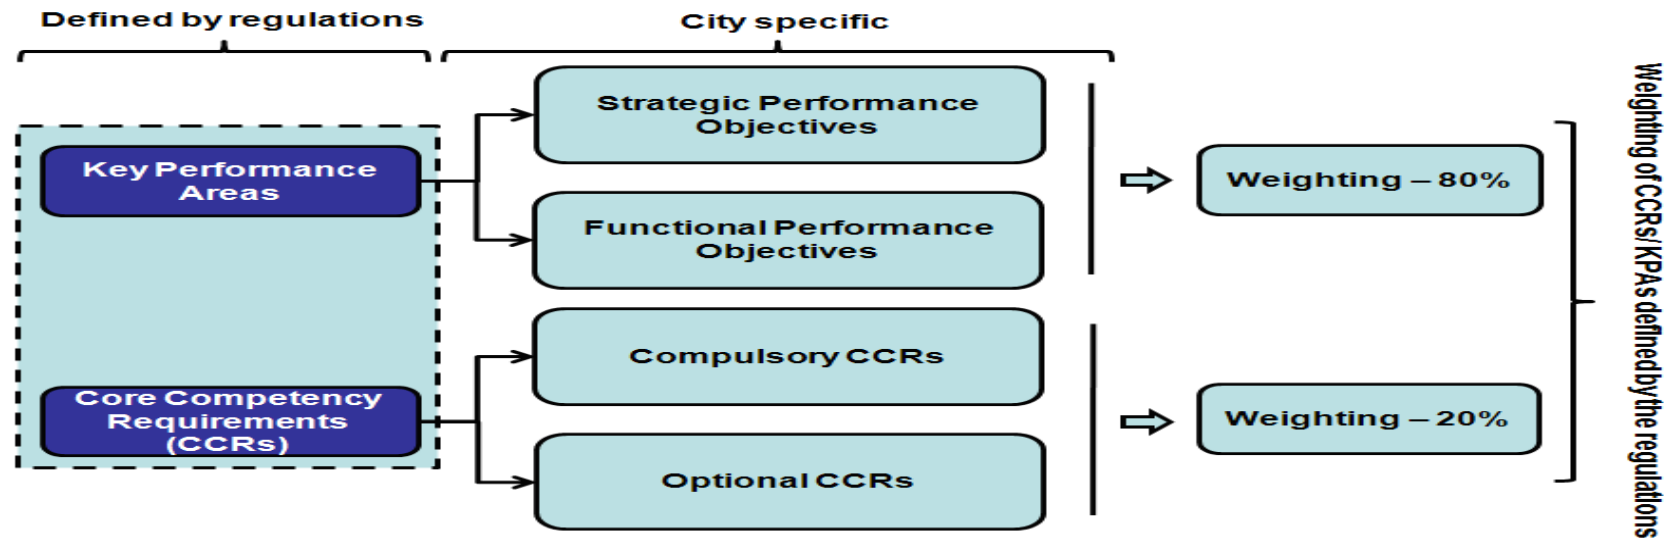 Defined by regulations
City specific
Key Performance
Areas
Strategic Performance
Objectives
Functional Performance
Objectives
Weighting – 80%
Core Competency
Requirements
(CCRs)
Compulsory CCRs
Optional CCRs
Weighting – 20%
Weighting of CCRs/ KPAs defined by the regulations